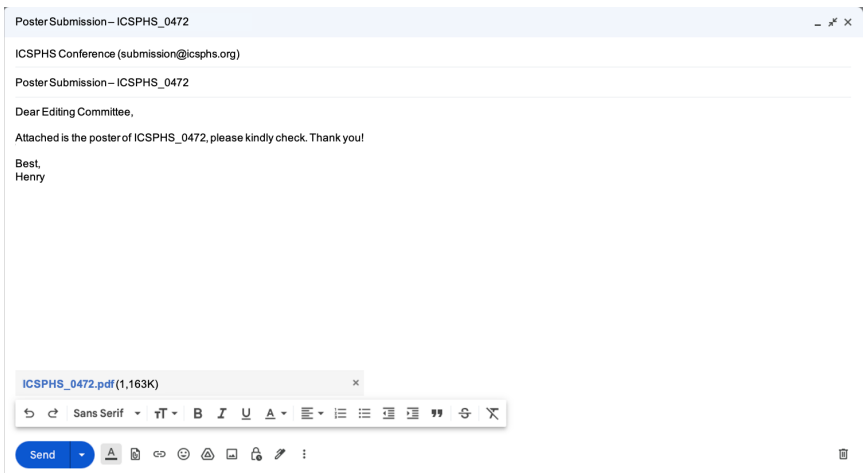 Poster Submission – ICSPHS_0472
ICSPHS Conference (submission@icsphs.org)
Poster Submission – ICSPHS_0472
Dear Editing Committee,
Attached is the poster of ICSPHS_0472, please kindly check. Thank you!
Best,
Henry
ICSPHS_0472.pdf (1,163K)
Sans Serif
Send